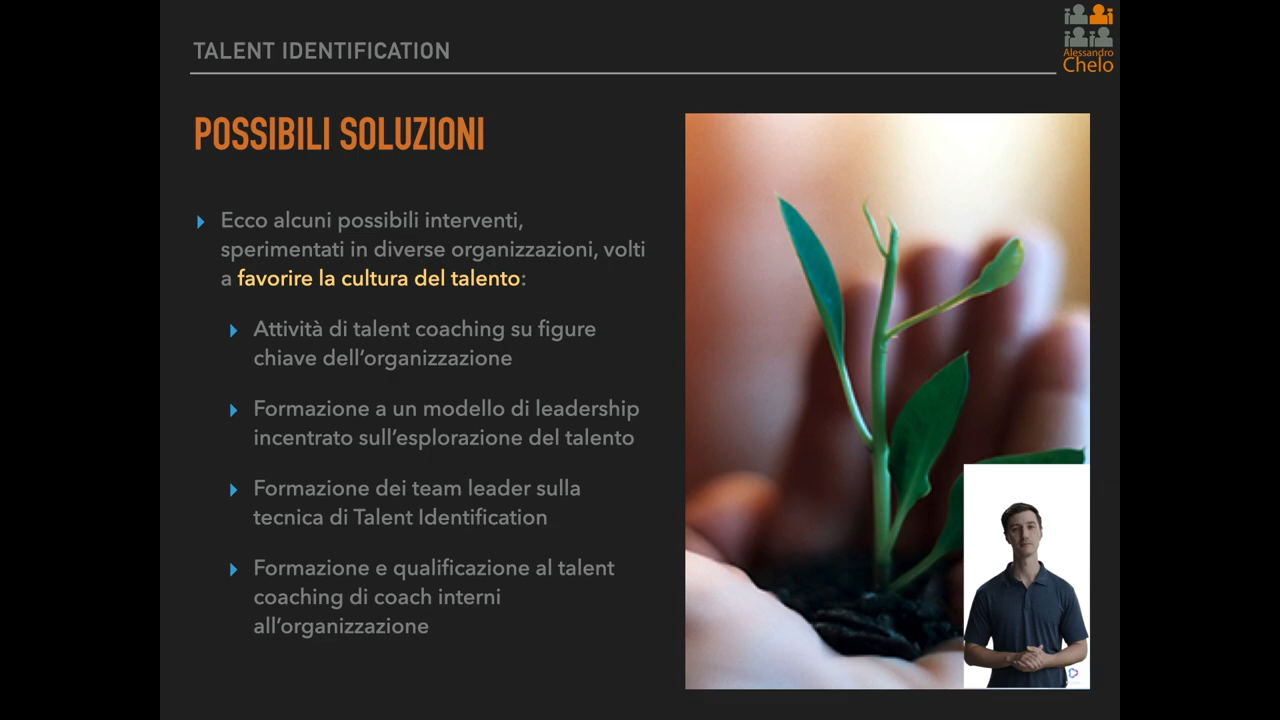 TALENT IDENTIFICATION
Alessandro
Chelo
POSSIBILI SOLUZIONI
Ecco alcuni possibili interventi,
sperimentati in diverse organizzazioni, volti
a favorire la cultura del talento:
Attività di talent coaching su figure
chiave dell’organizzazione
Formazione a un modello di leadership
incentrato sull’esplorazione del talento
Formazione dei team leader sulla
tecnica di Talent Identification
Formazione e qualificazione al talent
coaching di coach interni
all’organizzazione